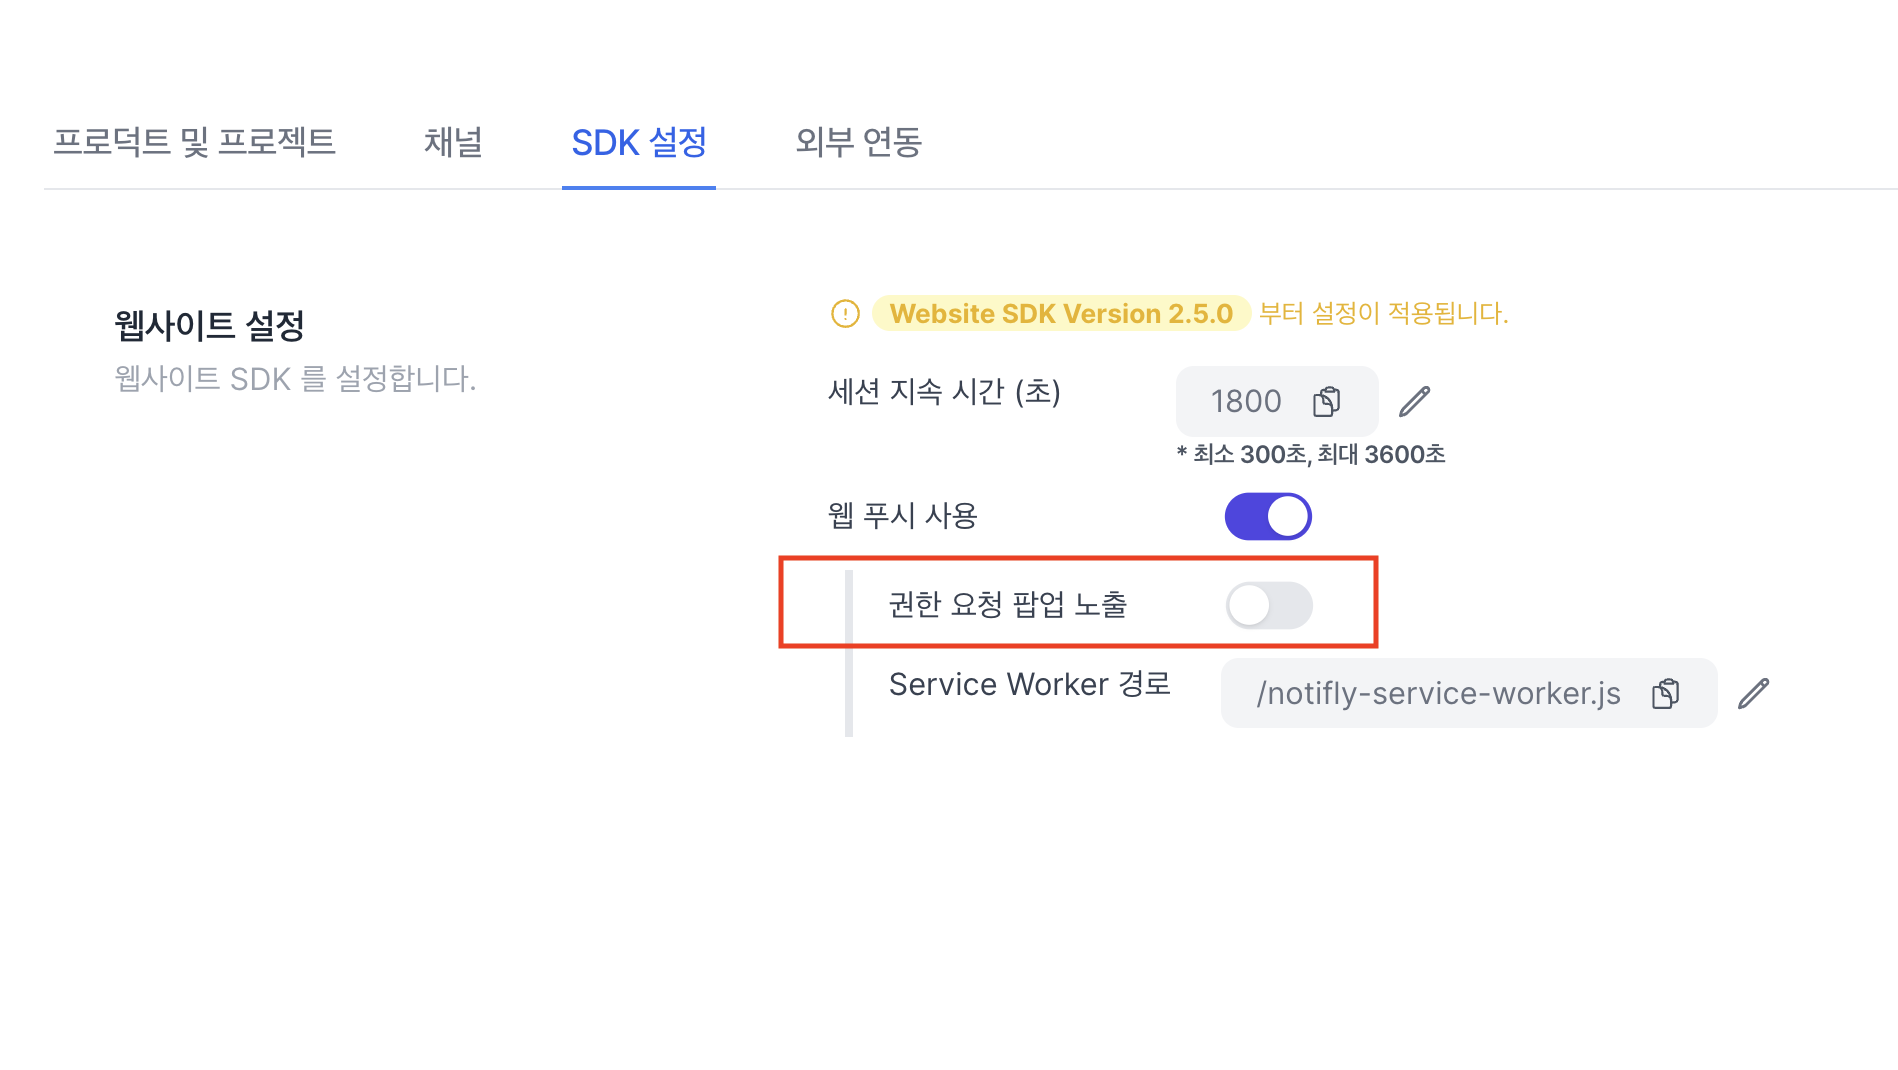 프로덕트 및 프로젝트 채널 SDK 설정 외부 연동
웹사이트 설정
웹사이트 SDK 를 설정합니다.
Website SDK Version 2.5.0 부터 설정이 적용됩니다.
세션 지속 시간 (초) 1800
* 최소 300초, 최대 3600초
웹 푸시 사용
권한 요청 팝업 노출
Service Worker 경로 /notifly-service-worker.js